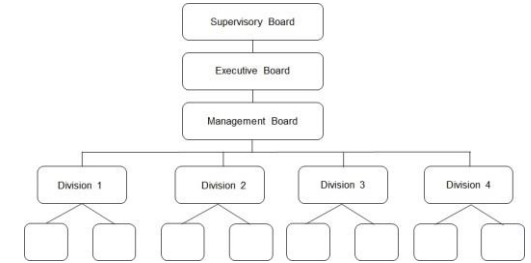 Supervisory Board
Executive Board
Management Board
Division 1
Division 2
Division 3
Division 4